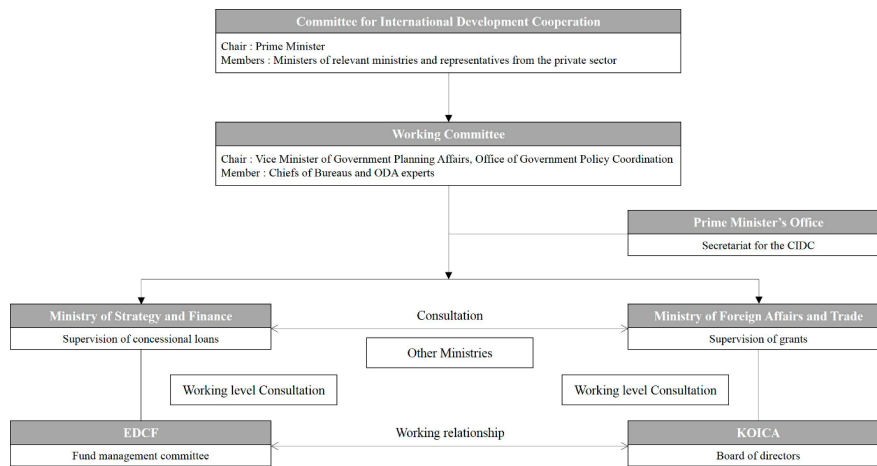 Committee for International Development Cooperation
Chair : Prime Minister
Members : Ministers of relevant ministries and representatives from the private sector
Working Committee
Chair : Vice Minister of Government Planning Affairs, Office of Government Policy Coordination
Member : Chiefs of Bureaus and ODA experts
Prime Minister’s Office
Secretariat for the CIDC
Ministry of Strategy and Finance
Supervision of concessional loans
Consultation
Ministry of Foreign Affairs and Trade
Supervision of grants
Other Ministries
Working level Consultation
Working level Consultation
EDCF
Fund management committee
Working relationship
KOICA
Board of directors